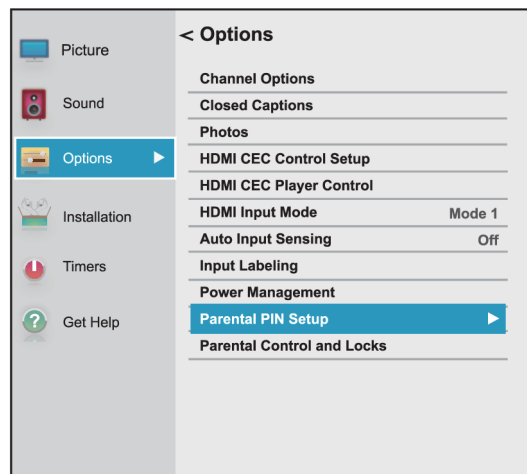 Picture
Sound
Options
Installation
Timers
Get Help
< Options
Channel Options
Closed Captions
Photos
HDMI CEC Control Setup
HDMI CEC Player Control
HDMI Input Mode Mode 1
Auto Input Sensing Off
Input Labeling
Power Management
Parental PIN Setup
Parental Control and Locks